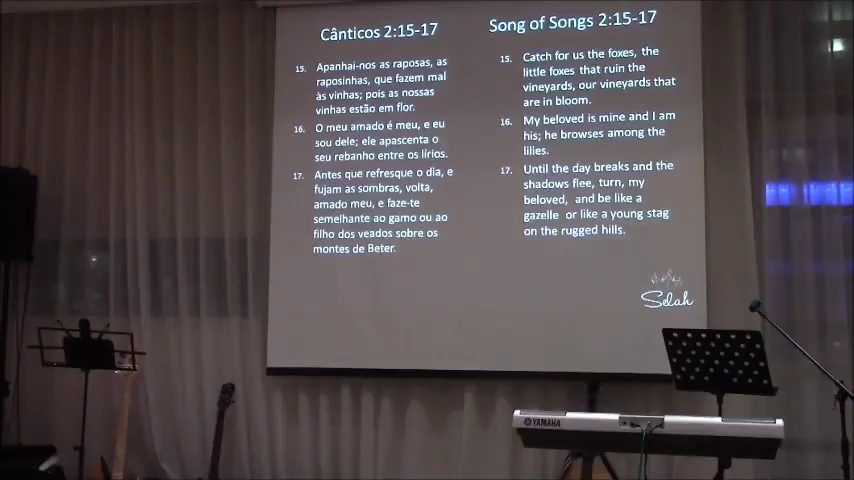 Cânticos 2:15-17
15. Apanhai-nos as raposas, as
raposinhas, que fazem mal
às vinhas; pois as nossas
vinhas estão em flor.
16. O meu amado é meu, e eu
sou dele; ele apascenta o
seu rebanho entre os lírios.
17. Antes que refresque o dia, e
fujam as sombras, volta,
amado meu, e faze-te
semelhante ao gamo ou ao
filho dos veados sobre os
montes de Beter.
Song of Songs 2:15-17
15. Catch for us the foxes, the
little foxes that ruin the
vineyards, our vineyards that
are in bloom.
16. My beloved is mine and I am
his; he browses among the
lilies.
17. Until the day breaks and the
shadows flee, turn, my
beloved, and be like a
gazelle or like a young stag
on the rugged hills.
Selah
YAMAHA